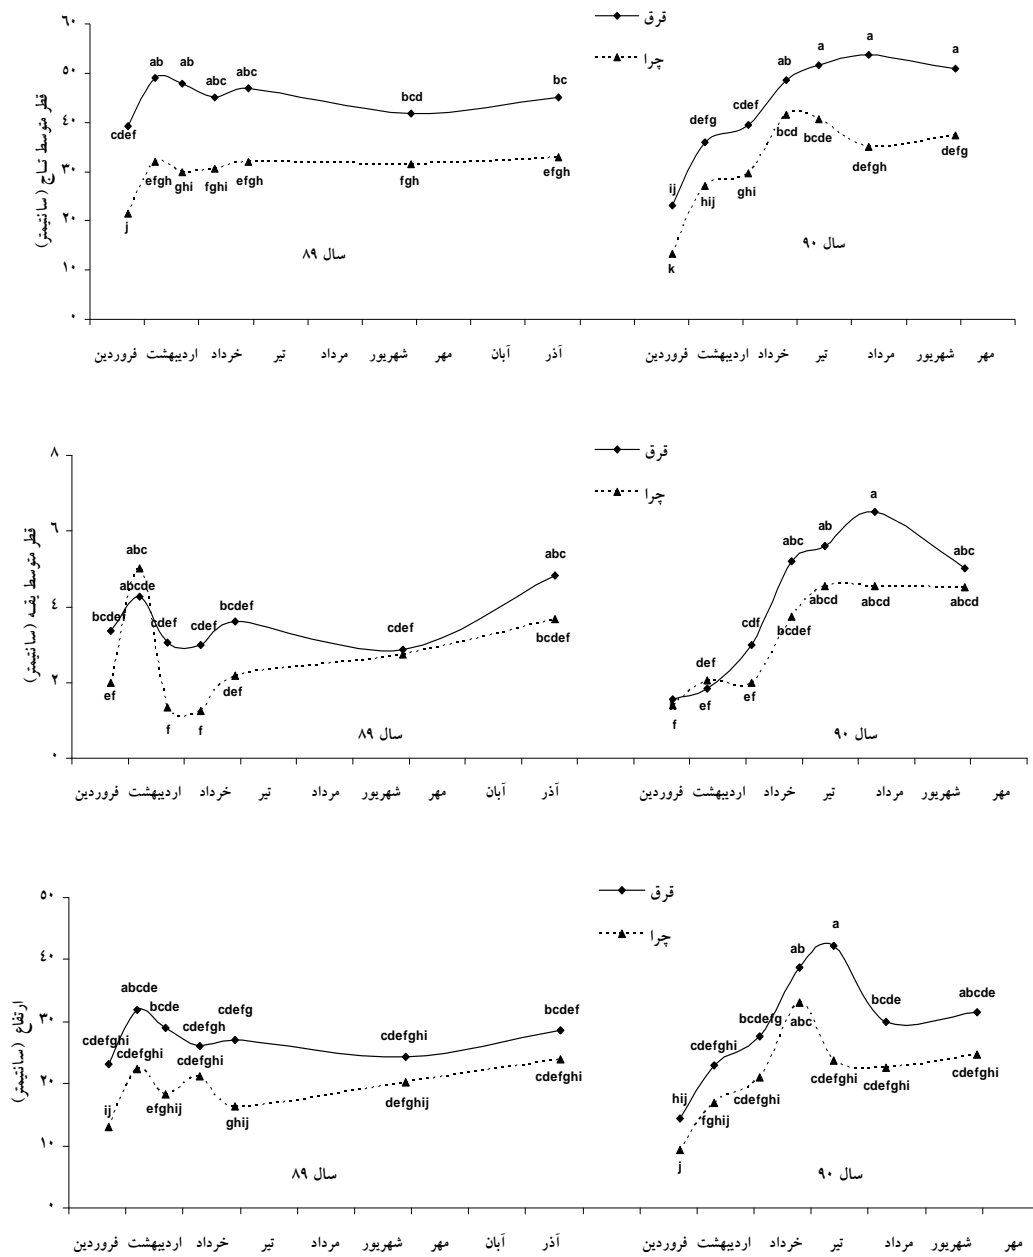 قرق
چرا
قطر متوسط تاج (سانتیمتر)
۶۰
۵۰
۴۰
۳۰
۲۰
۱۰
۰
cdef ab ab abc abc bcd bc
j efgh ghi fghi efgh fgh efgh
ij defg cdef ab a a a
k hij ghi bcd bcde defgh defg
سال ۸۹
سال ۹۰
فروردین اردیبهشت خرداد تیر مرداد شهریور مهر آبان آذر
فروردین اردیبهشت خرداد تیر مرداد شهریور مهر
قرق
چرا
قطر متوسط یقه (سانتیمتر)
۸
۶
۴
۲
۰
bcdef abcde cdef cdef bcdef cdef abc
ef abc f f def bcdef
ef cdf abc ab a abc
f def ef bcdef abcd abcd abcd
سال ۸۹
سال ۹۰
فروردین اردیبهشت خرداد تیر مرداد شهریور مهر آبان آذر
فروردین اردیبهشت خرداد تیر مرداد شهریور مهر
قرق
چرا
ارتفاع (سانتیمتر)
۵۰
۴۰
۳۰
۲۰
۱۰
۰
cdefghi abcde bcde cdefgh cdefg cdefghi bcdef
ij cdefghi efghij cdefghi ghij defghij cdefghi
hij cdefghi bcdefg ab a bcde abcde
j fghij cdefghi abc cdefghi cdefghi cdefghi
سال ۸۹
سال ۹۰
فروردین اردیبهشت خرداد تیر مرداد شهریور مهر آبان آذر
فروردین اردیبهشت خرداد تیر مرداد شهریور مهر